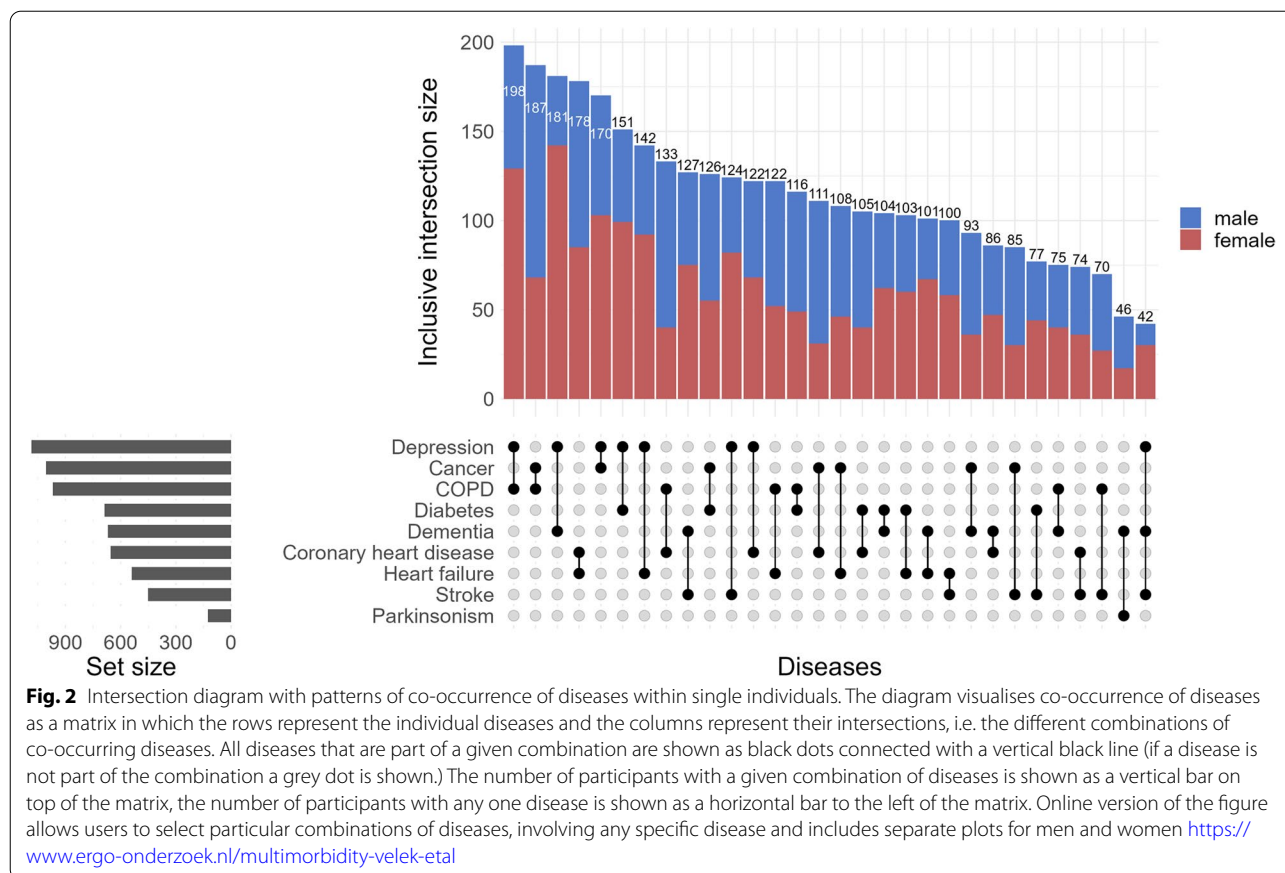 200
150
100
50
0
Inclusive intersection size
198 187 181 178 170 151 142 133 127 126 124 122 122 116 111 108 105 104 103 101 100 93 86 85 77 75 74 70 46 42
male
female
Depression
Cancer
COPD
Diabetes
Dementia
Coronary heart disease
Heart failure
Stroke
Parkinsonism
900 600 300 0
Set size
Diseases
Fig. 2 Intersection diagram with patterns of co-occurrence of diseases within single individuals. The diagram visualises co-occurrence of diseases
as a matrix in which the rows represent the individual diseases and the columns represent their intersections, i.e. the different combinations of
co-occurring diseases. All diseases that are part of a given combination are shown as black dots connected with a vertical black line (if a disease is
not part of the combination a grey dot is shown.) The number of participants with a given combination of diseases is shown as a vertical bar on
top of the matrix, the number of participants with any one disease is shown as a horizontal bar to the left of the matrix. Online version of the figure
allows users to select particular combinations of diseases, involving any specific disease and includes separate plots for men and women https://
www.ergo-onderzoek.nl/multimorbidity-velek-etal